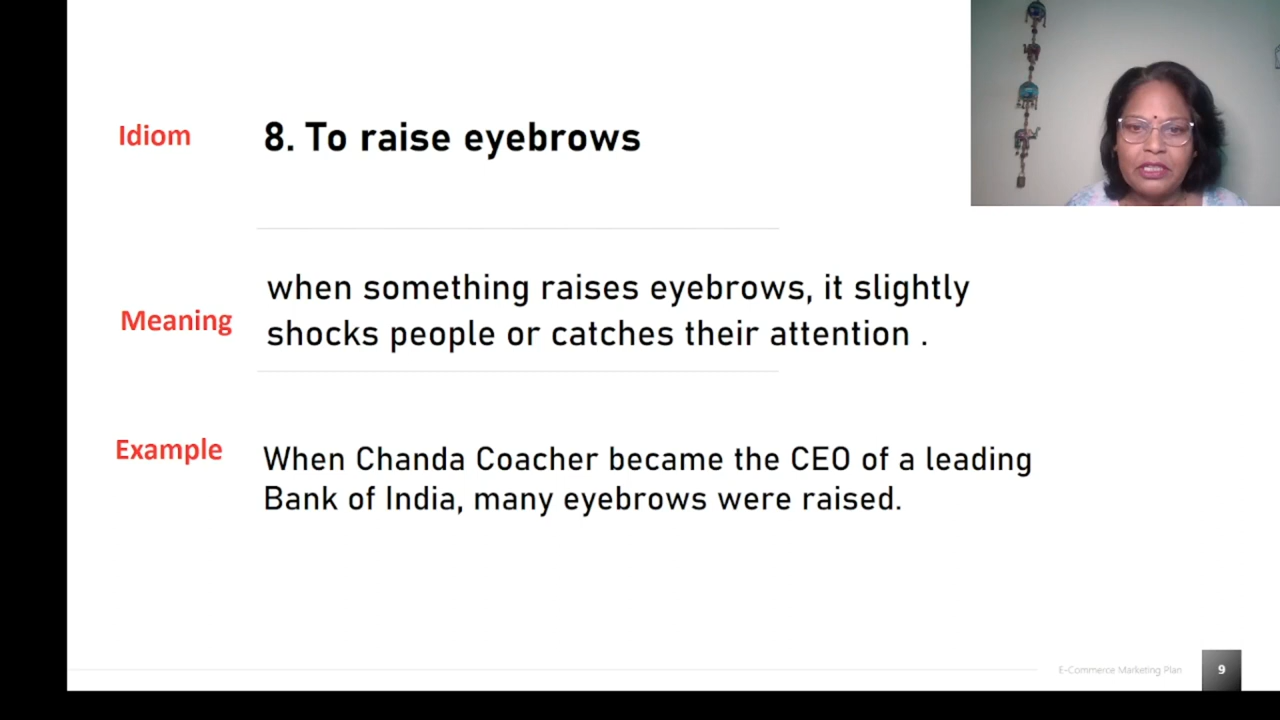 Idiom
8. To raise eyebrows
Meaning
when something raises eyebrows, it slightly
shocks people or catches their attention .
Example
When Chanda Coacher became the CEO of a leading
Bank of India, many eyebrows were raised.
E-Commerce Marketing Plan
9